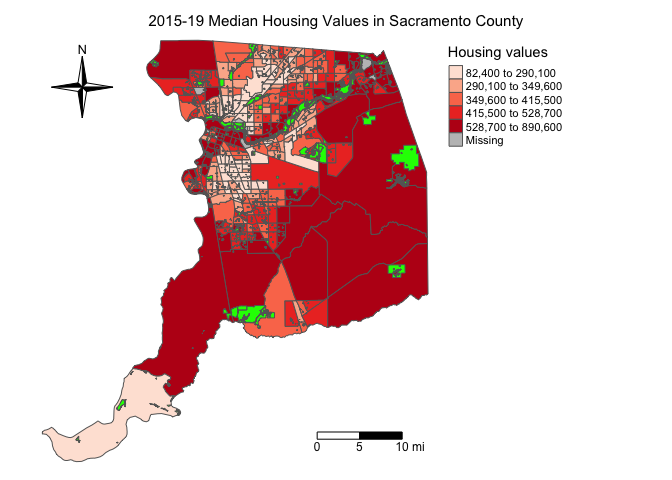 2015-19 Median Housing Values in Sacramento County
N
Housing values
82,400 to 290,100
290,100 to 349,600
349,600 to 415,500
415,500 to 528,700
528,700 to 890,600
Missing
0 5 10 mi